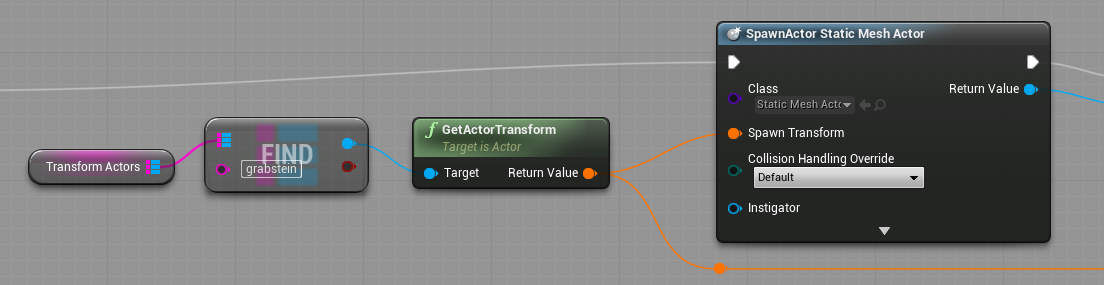 SpawnActor Static Mesh Actor
Class
Static Mesh Act
Return Value
GetActorTransform
Target is Actor
Spawn Transform
Transform Actors
FIND
grabstein
Target
Return Value
Collision Handling Override
Default
Instigator